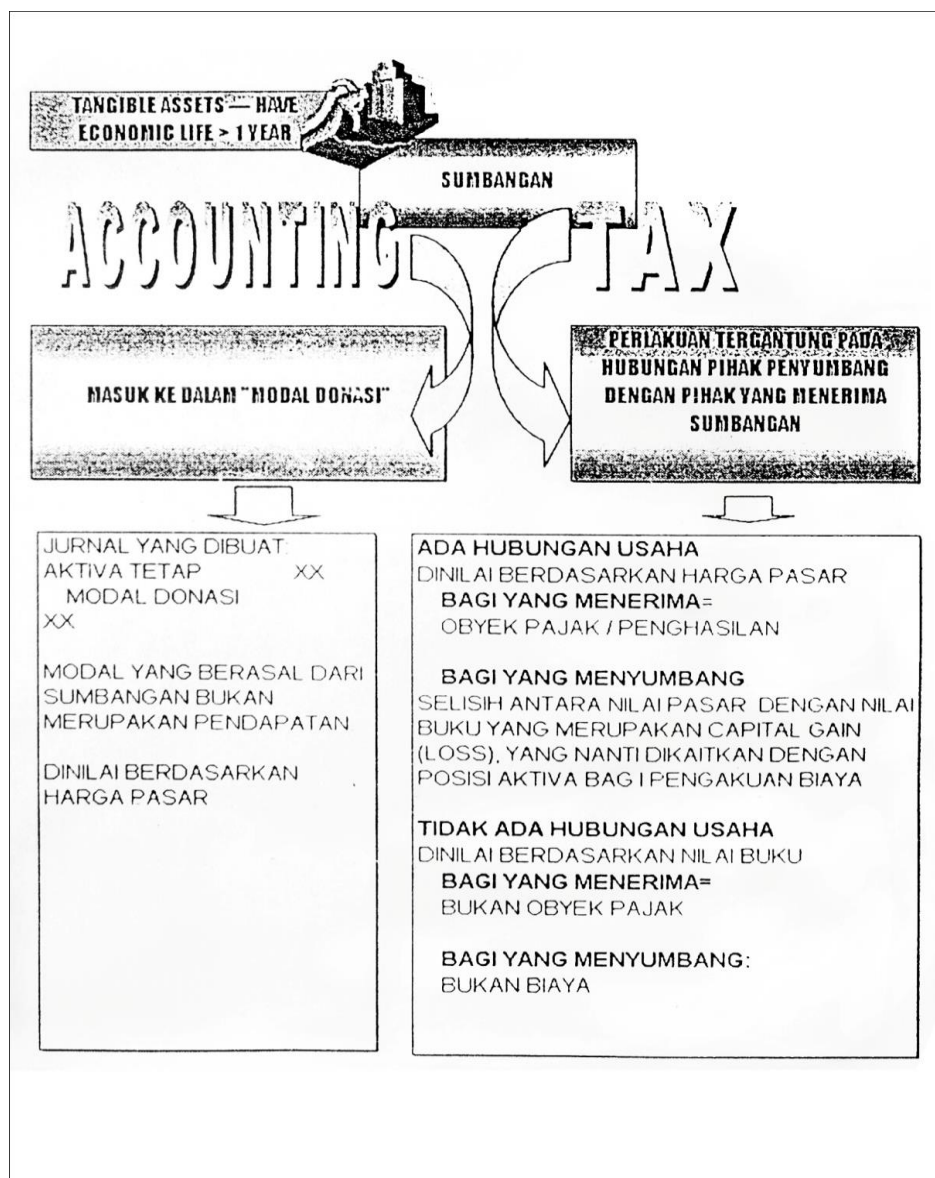 TANGIBLE ASSETS — HAVE
ECONOMIC LIFE > 1 YEAR
SUMBANGAN
ACCOUNTING
TAX
MASUK KE DALAM "MODAL DONASI"
PERLAKUAN TERGANTUNG PADA
HUBUNGAN PIHAK PENYUMBANG
DENGAN PIHAK YANG MENERIMA
SUMBANGAN
JURNAL YANG DIBUAT:
AKTIVA TETAP XX
MODAL DONASI
XX
MODAL YANG BERASAL DARI
SUMBANGAN BUKAN
MERUPAKAN PENDAPATAN
DINILAI BERDASARKAN
HARGA PASAR
ADA HUBUNGAN USAHA
DINILAI BERDASARKAN HARGA PASAR
BAGI YANG MENERIMA=
OBYEK PAJAK / PENGHASILAN
BAGI YANG MENYUMBANG
SELISIH ANTARA NILAI PASAR DENGAN NILAI
BUKU YANG MERUPAKAN CAPITAL GAIN
(LOSS), YANG NANTI DIKAITKAN DENGAN
POSISI AKTIVA BAG I PENGAKUAN BIAYA
TIDAK ADA HUBUNGAN USAHA
DINILAI BERDASARKAN NILAI BUKU
BAGI YANG MENERIMA=
BUKAN OBYEK PAJAK
BAGI YANG MENYUMBANG:
BUKAN BIAYA